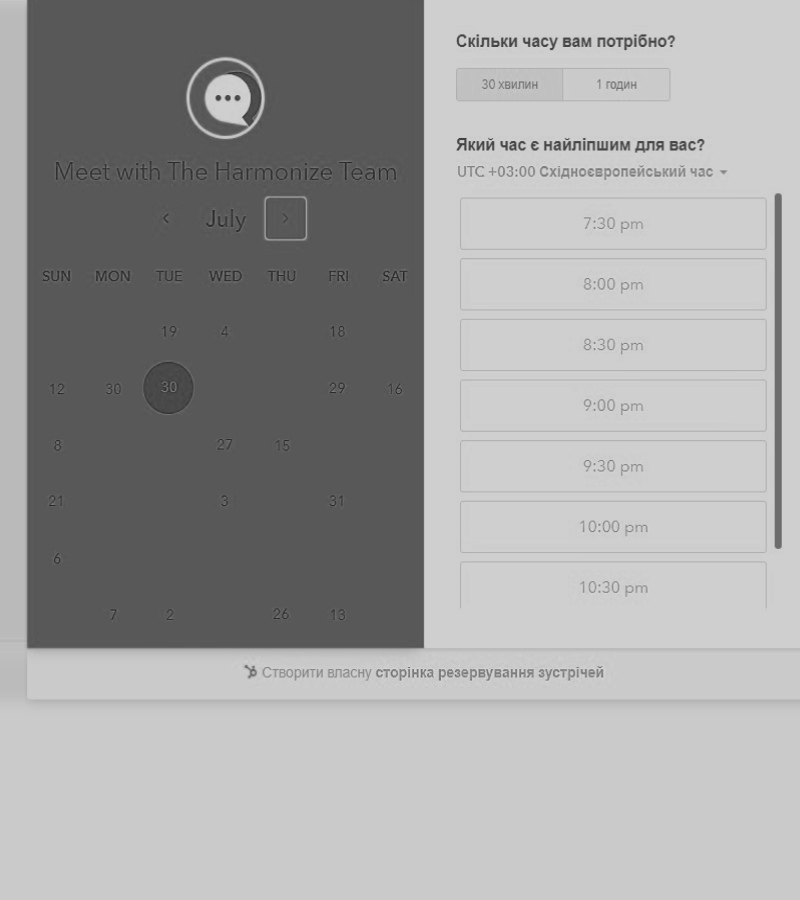 Meet with The Harmonize Team
July
SUN MON TUE WED THU FRI SAT
19 4 18
12 30 30 29 16
8 27 15
21 3 31
6
7 2 26 13
Скільки часу вам потрібно?
30 хвилин 1 годин
Який час є найліпшим для вас?
UTC +03:00 Східноєвропейський час
7:30 pm
8:00 pm
8:30 pm
9:00 pm
9:30 pm
10:00 pm
10:30 pm
Створити власну сторінка резервування зустрічей